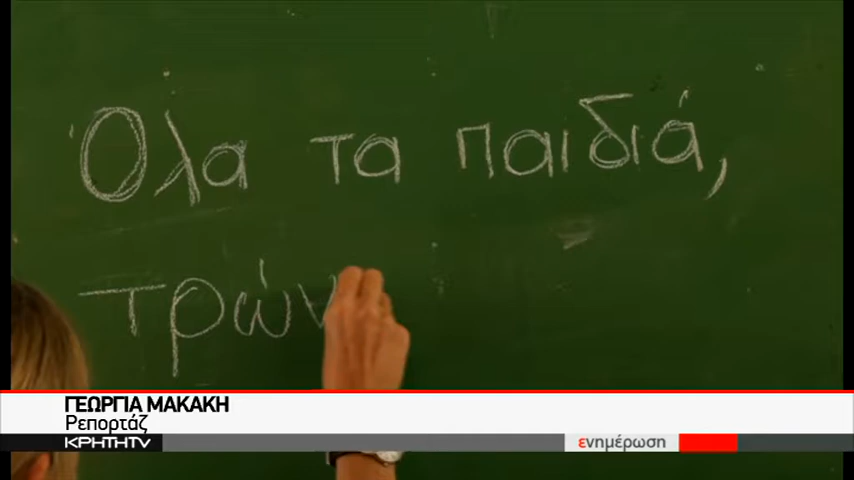 Όλα τα παιδιά,
τρών
ΓΕΩΡΓΙΑ ΜΑΚΑΚΗ
Ρεπορτάζ
ΚΡΗΤΗTV
ενημέρωση